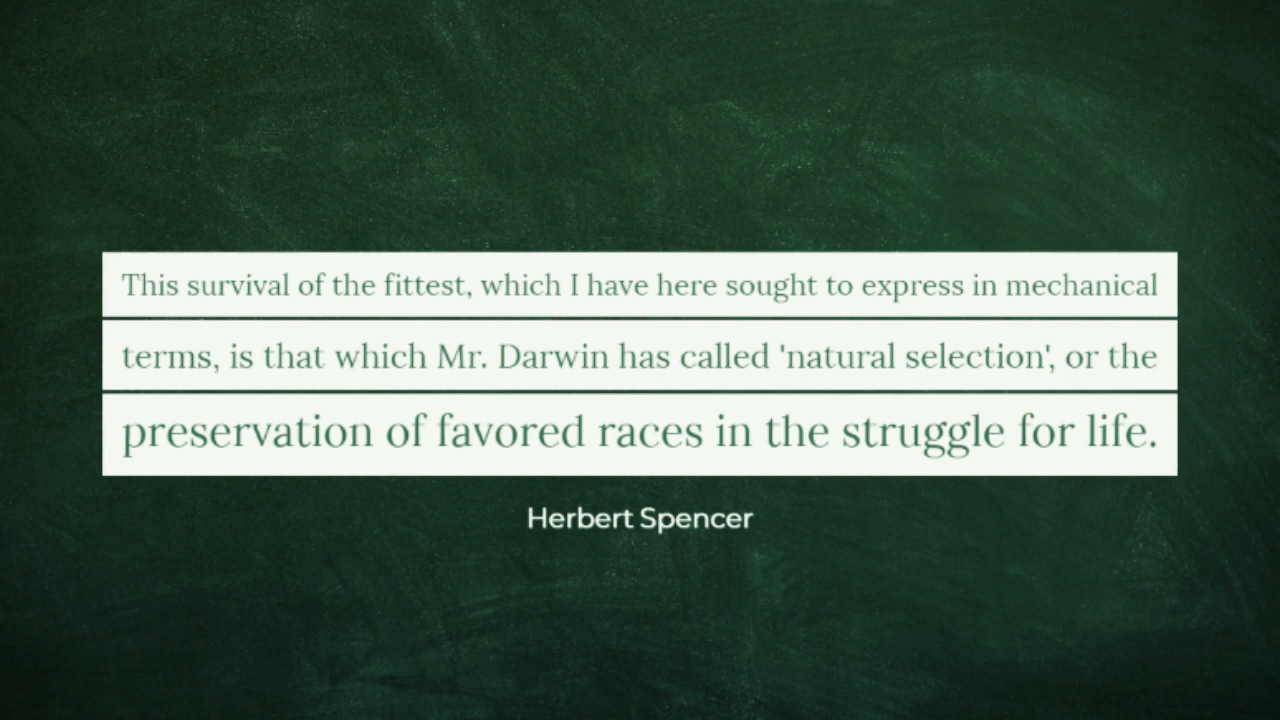 This survival of the fittest, which I have here sought to express in mechanical
terms, is that which Mr. Darwin has called 'natural selection', or the
preservation of favored races in the struggle for life.
Herbert Spencer